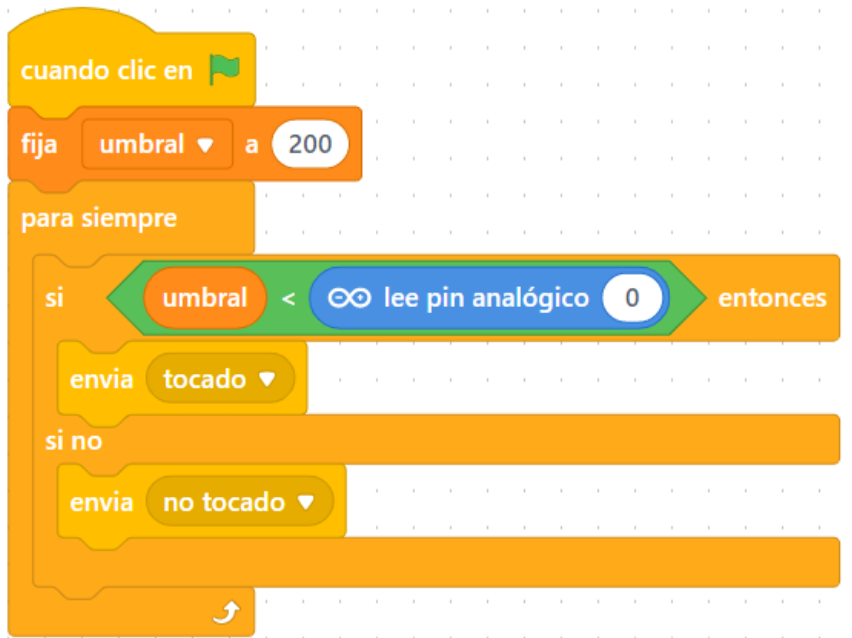 cuando clic en
fija umbral a 200
para siempre
si umbral < lee pin analógico 0 entonces
envia tocado
si no
envia no tocado